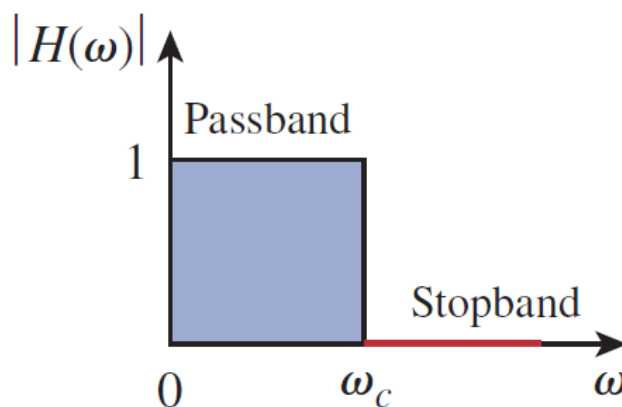 |H(ω)|
Passband
1
Stopband
0
ω_c
ω